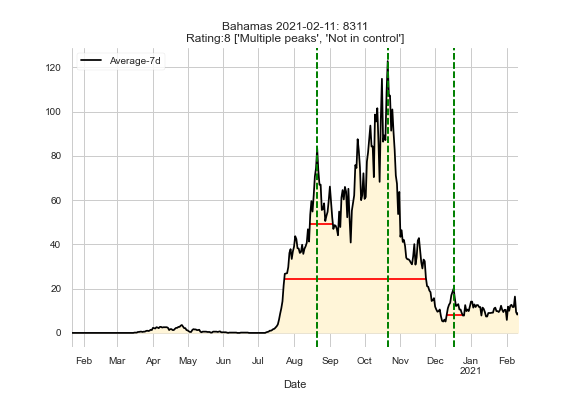 Bahamas 2021-02-11: 8311
Rating:8 ['Multiple peaks', 'Not in control']
Average-7d
120
100
80
60
40
20
0
Feb Mar Apr May Jun Jul Aug Sep Oct Nov Dec Jan Feb
2021
Date